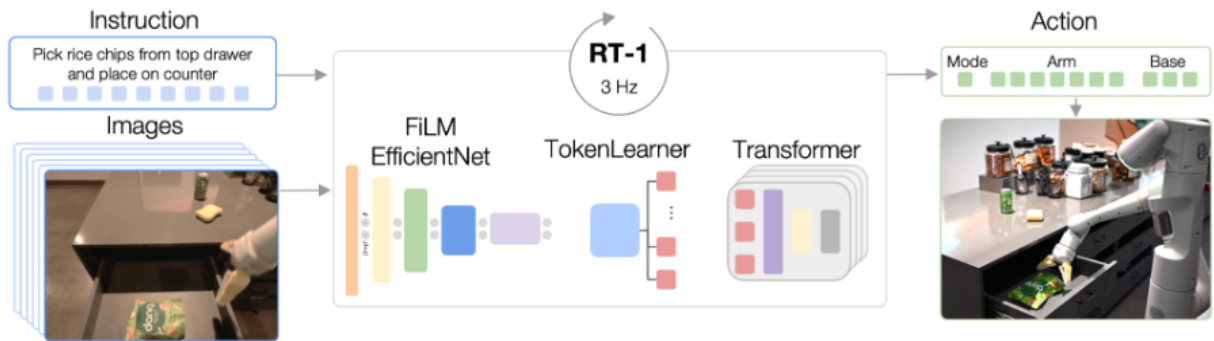 Instruction
Pick rice chips from top drawer
and place on counter
Images
RT-1
3 Hz
FiLM
EfficientNet
TokenLearner
...
Transformer
Action
Mode
Arm
Base